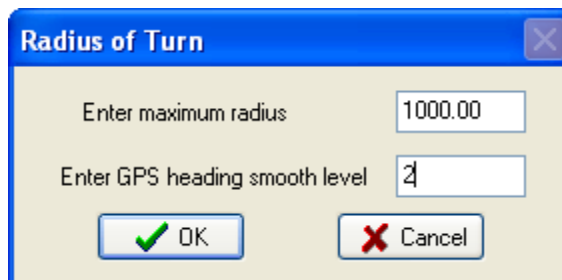 Radius of Turn
Enter maximum radius 1000.00
Enter GPS heading smooth level 2
OK Cancel